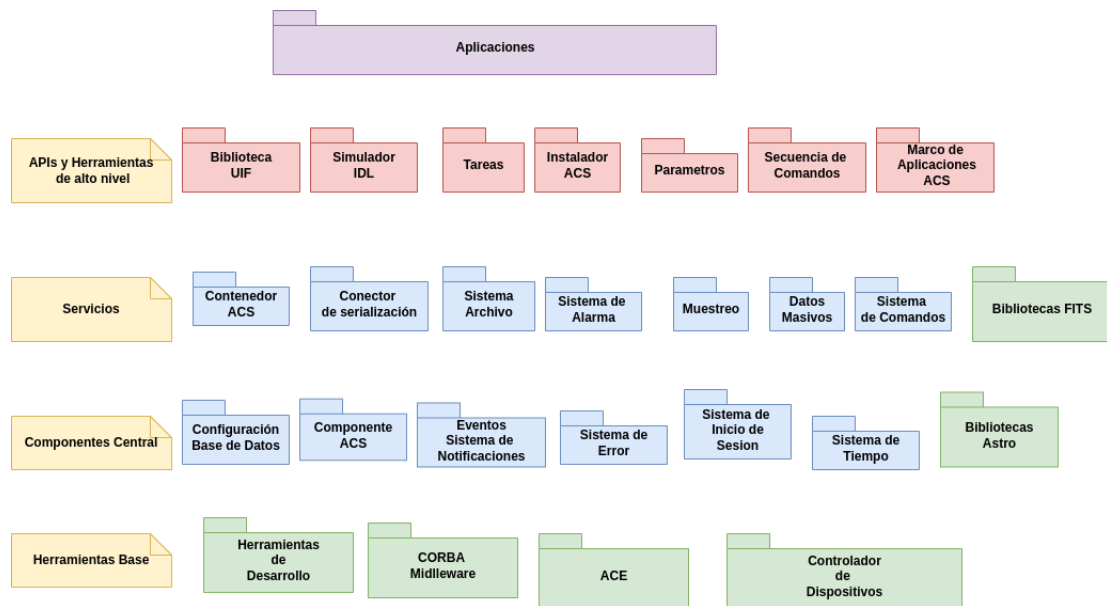 Aplicaciones
APIs y Herramientas
de alto nivel
Biblioteca
UIF
Simulador
IDL
Tareas
Instalador
ACS
Parametros
Secuencia de
Comandos
Marco de
Aplicaciones
ACS
Servicios
Contenedor
ACS
Conector
de serialización
Sistema
Archivo
Sistema de
Alarma
Muestreo
Datos
Masivos
Sistema
de Comandos
Bibliotecas FITS
Componentes Central
Configuración
Base de Datos
Componente
ACS
Eventos
Sistema de
Notificaciones
Sistema de
Error
Sistema de
Inicio de
Sesion
Sistema de
Tiempo
Bibliotecas
Astro
Herramientas Base
Herramientas
de
Desarrollo
CORBA
Midlleware
ACE
Controlador
de
Dispositivos